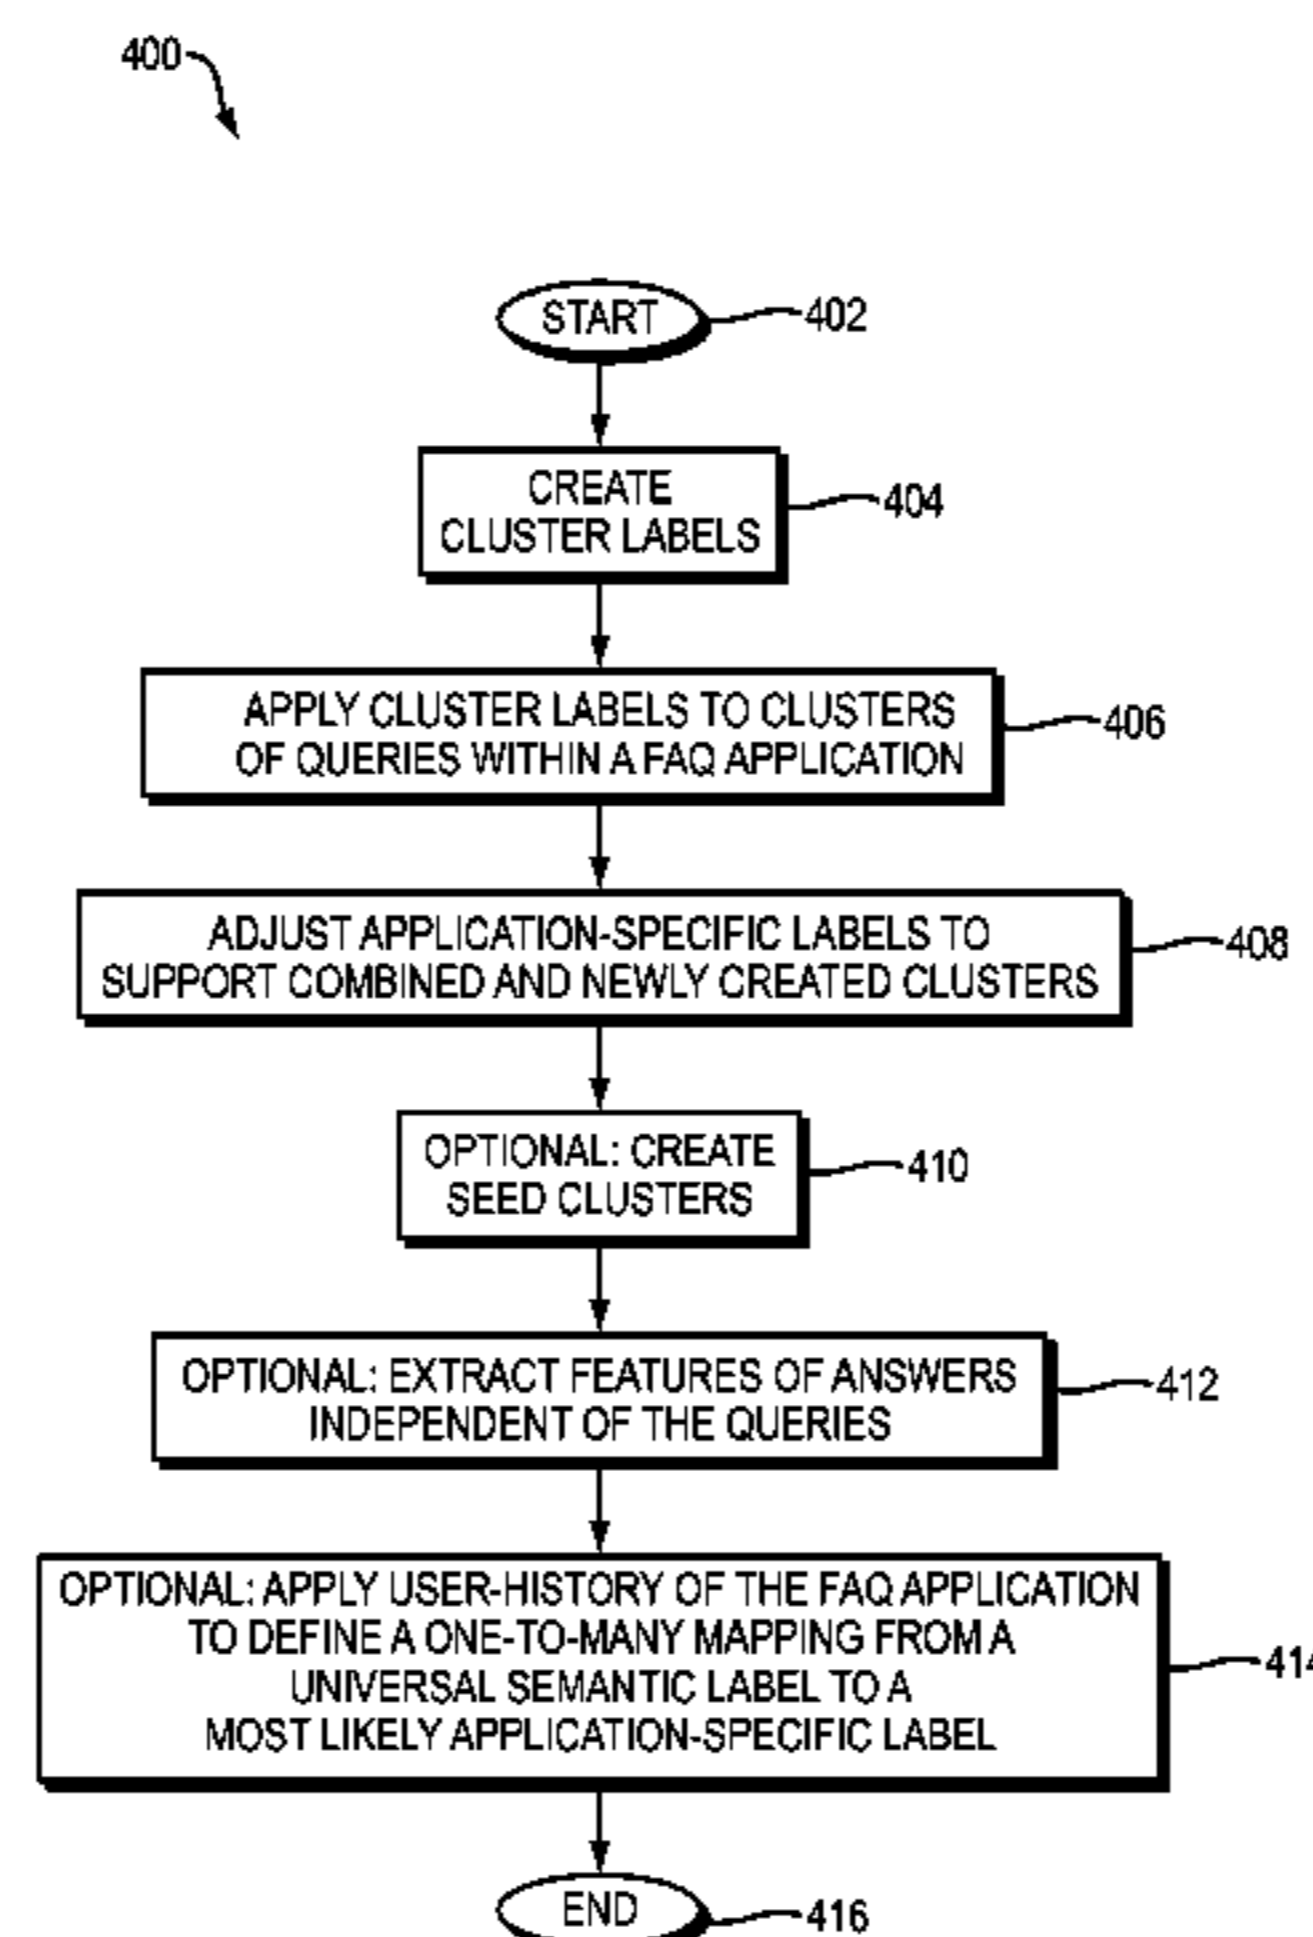 400
START
402
CREATE
CLUSTER LABELS
404
APPLY CLUSTER LABELS TO CLUSTERS
OF QUERIES WITHIN A FAQ APPLICATION
406
ADJUST APPLICATION-SPECIFIC LABELS TO
SUPPORT COMBINED AND NEWLY CREATED CLUSTERS
408
OPTIONAL: CREATE
SEED CLUSTERS
410
OPTIONAL: EXTRACT FEATURES OF ANSWERS
INDEPENDENT OF THE QUERIES
412
OPTIONAL: APPLY USER-HISTORY OF THE FAQ APPLICATION
TO DEFINE A ONE-TO-MANY MAPPING FROM A
UNIVERSAL SEMANTIC LABEL TO A
MOST LIKELY APPLICATION-SPECIFIC LABEL
414
END
416